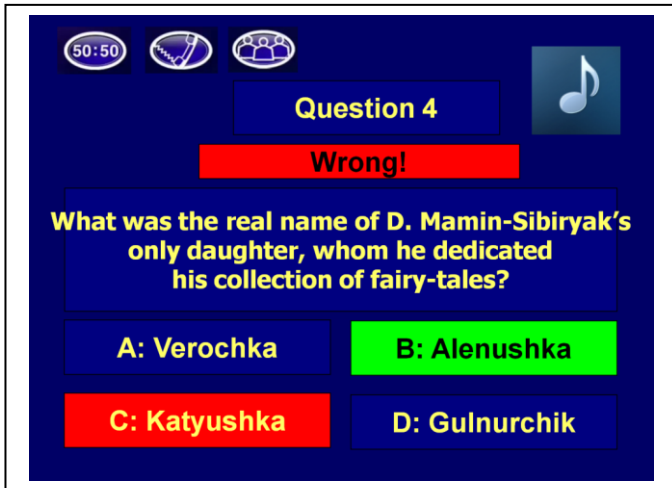 50:50
Question 4
Wrong!
What was the real name of D. Mamin-Sibiryak's
only daughter, whom he dedicated
his collection of fairy-tales?
A: Verochka
B: Alenushka
C: Katyushka
D: Gulnurchik